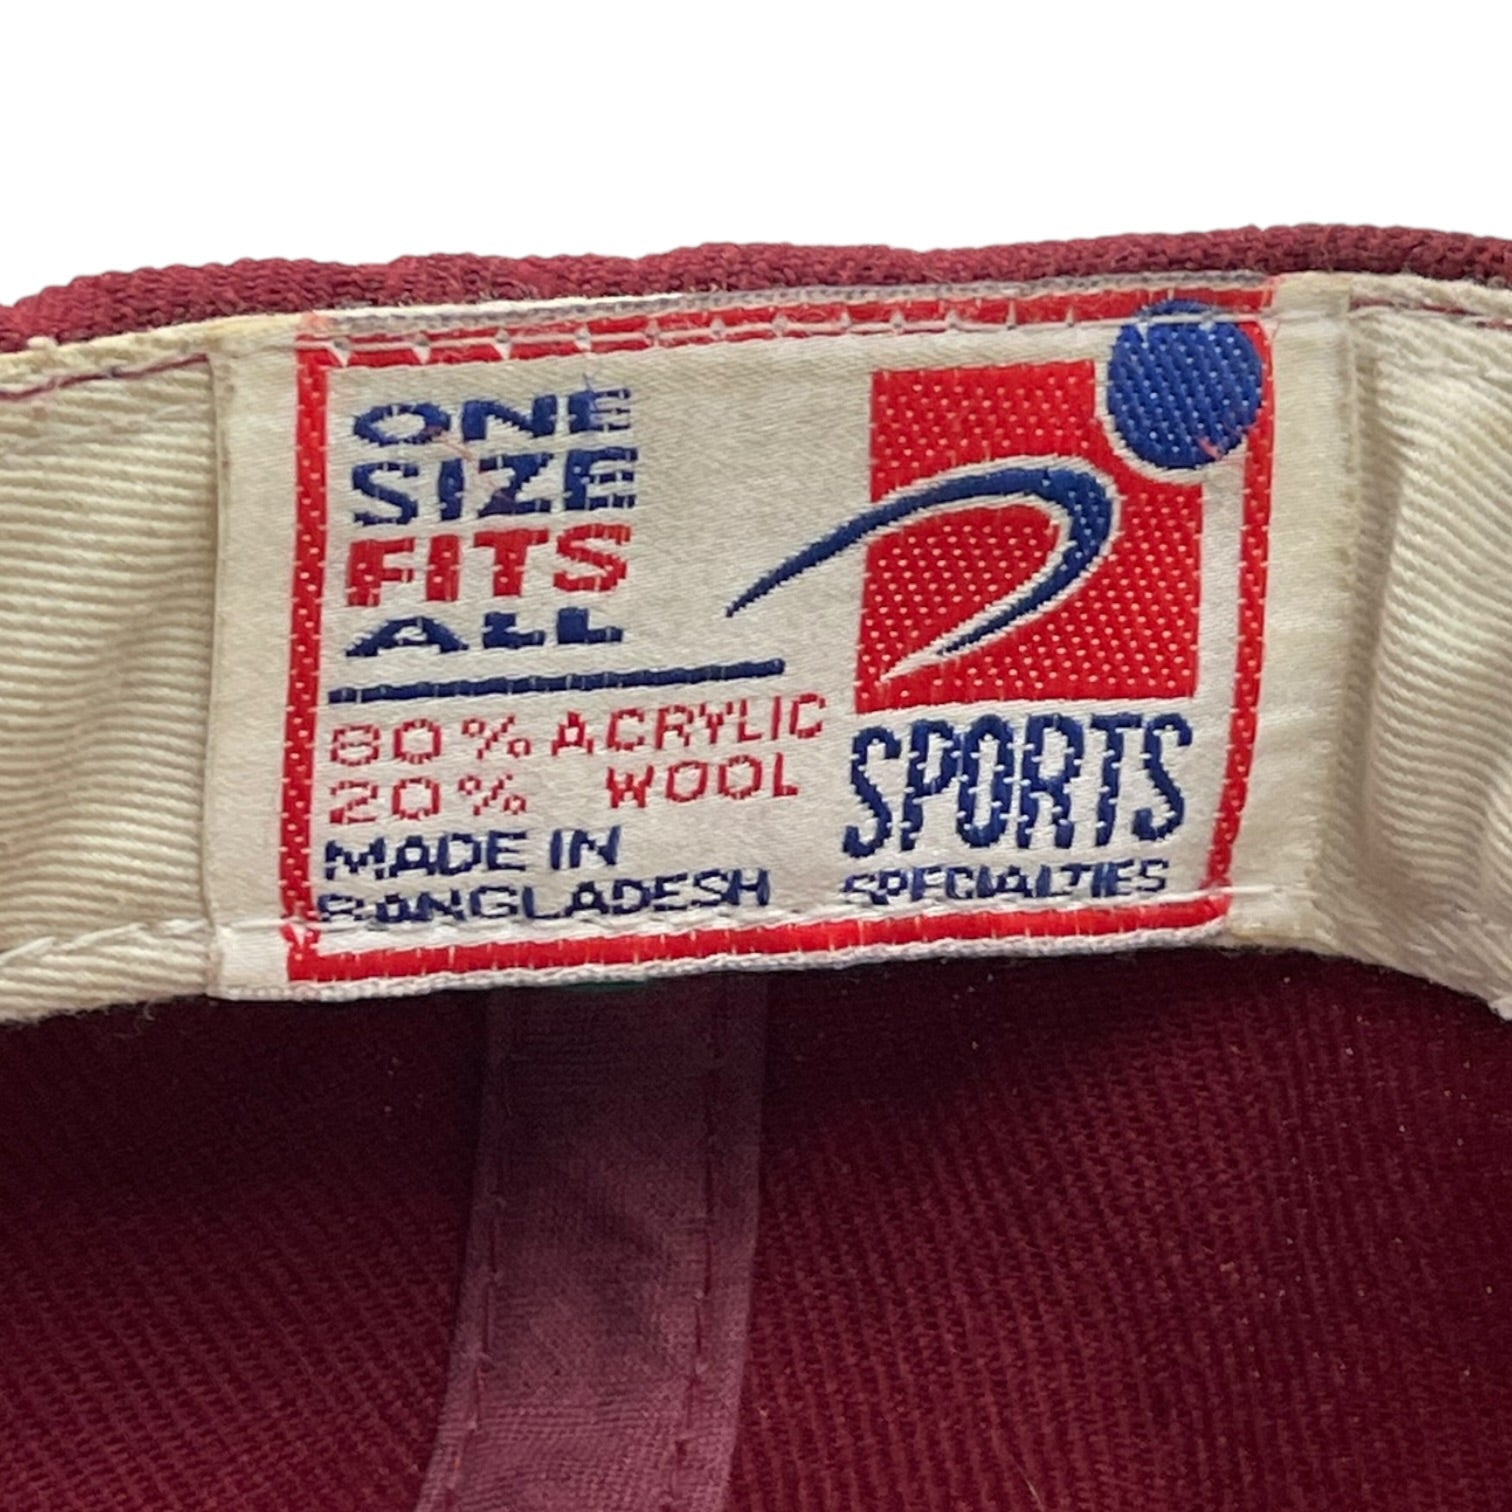 ONE
SIZE
FITS
ALL
80% ACRYLIC
20% WOOL
MADE IN
BANGLADESH
SPORTS
SPECIALTIES